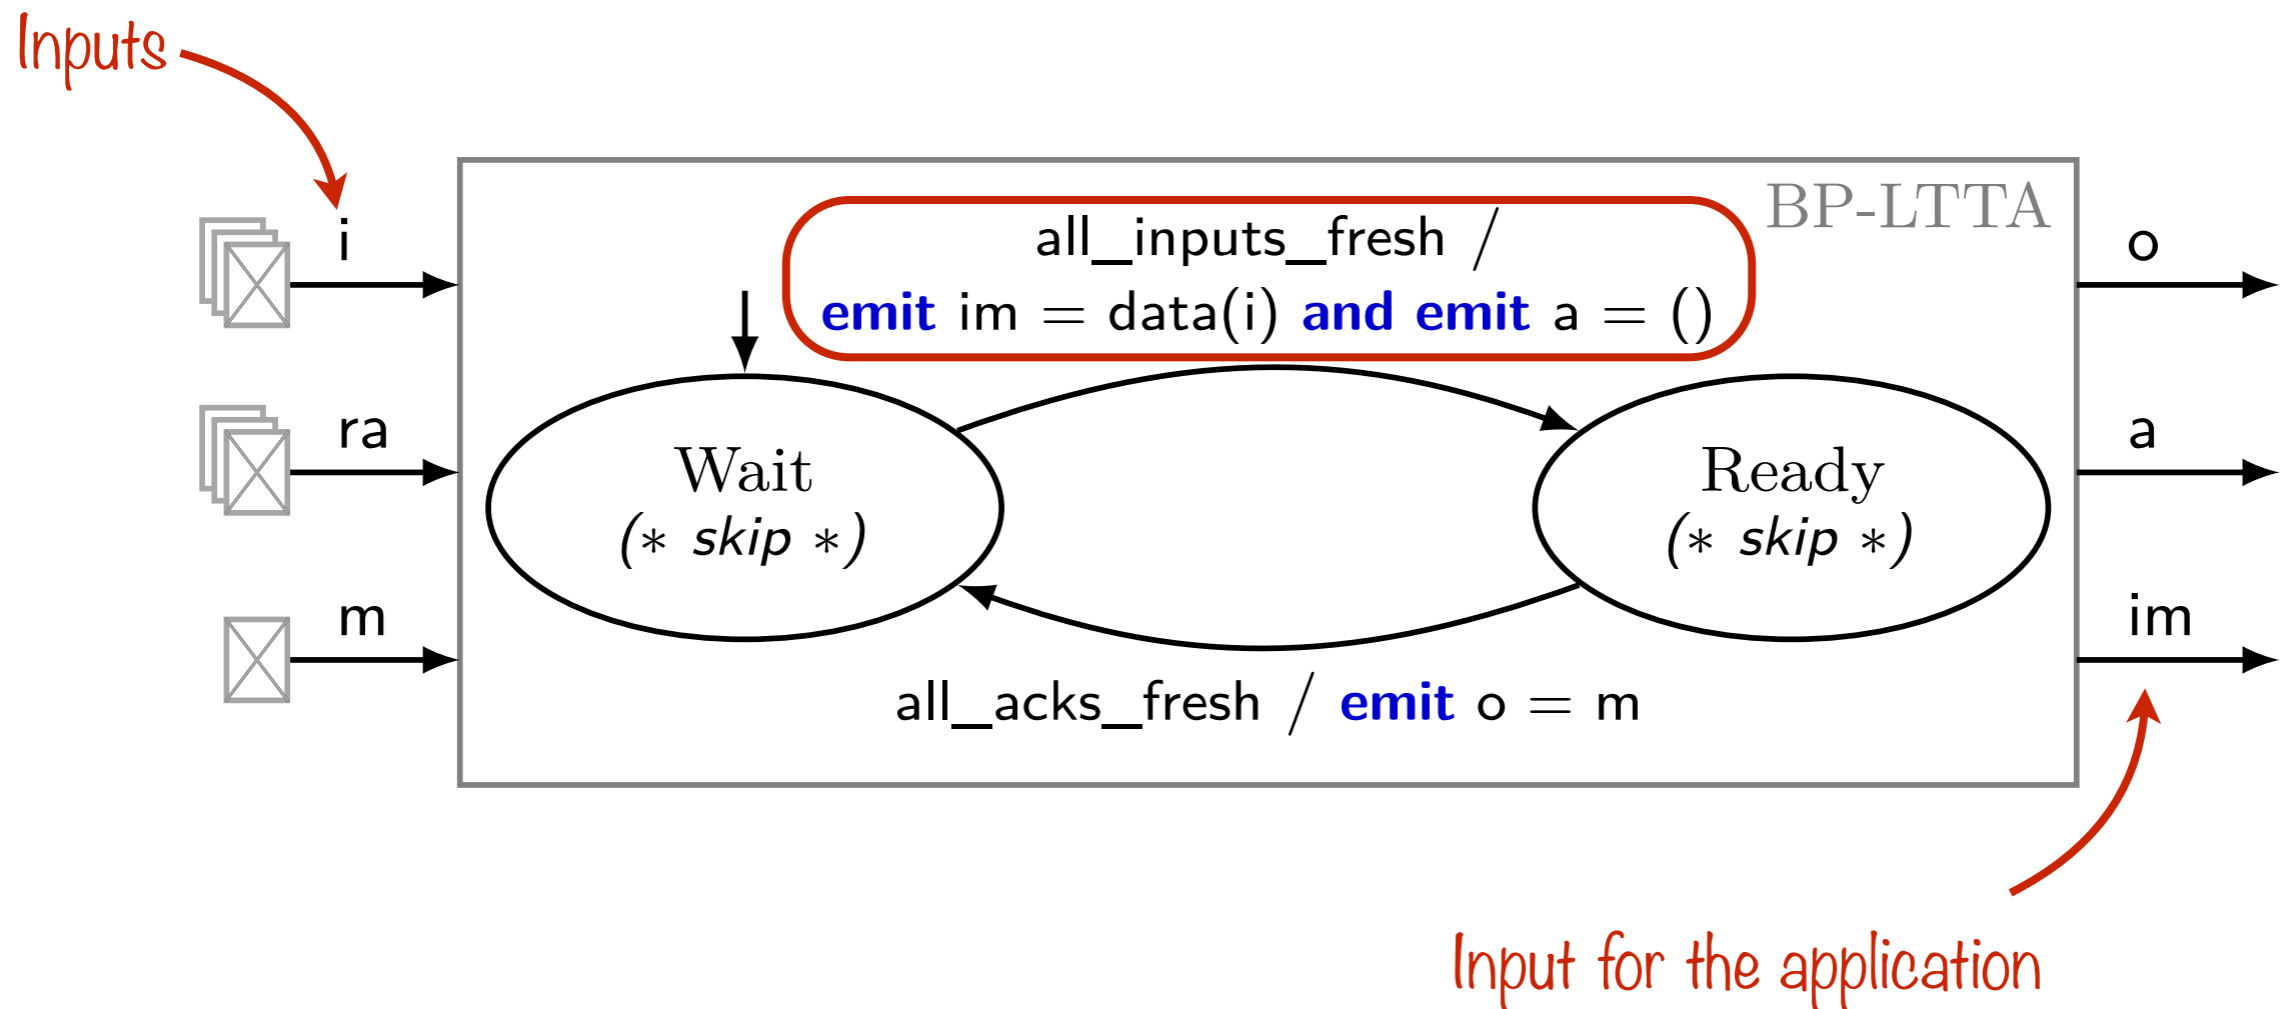 Inputs
i
BP-LTTA
all_inputs_fresh /
emit im = data(i) and emit a = ()
o
ra
a
Wait
(* skip *)
Ready
(* skip *)
m
im
all_acks_fresh / emit o = m
Input for the application